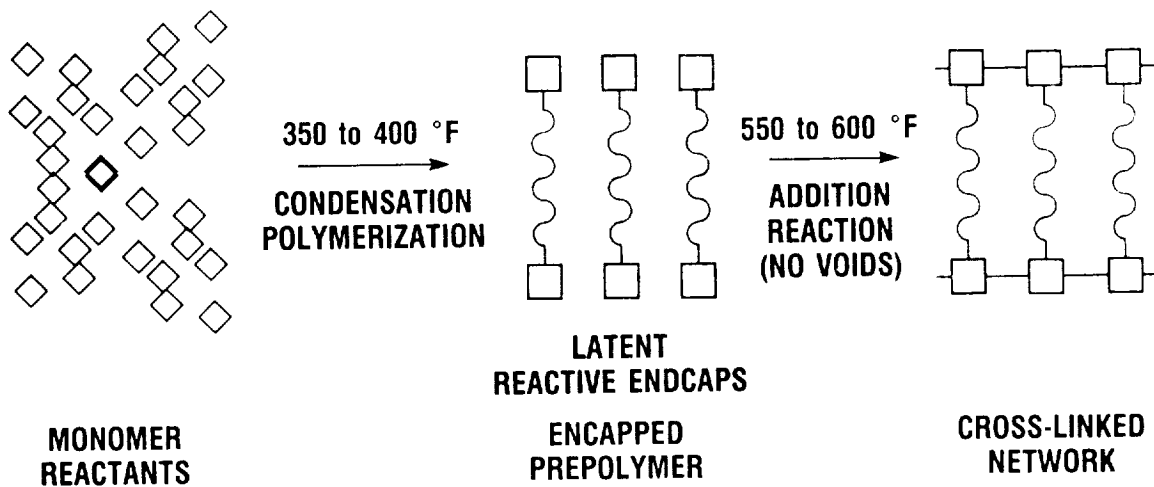 350 to 400 °F
CONDENSATION
POLYMERIZATION
550 to 600 °F
ADDITION
REACTION
(NO VOIDS)
LATENT
REACTIVE ENDCAPS
MONOMER
REACTANTS
ENCAPPED
PREPOLYMER
CROSS-LINKED
NETWORK